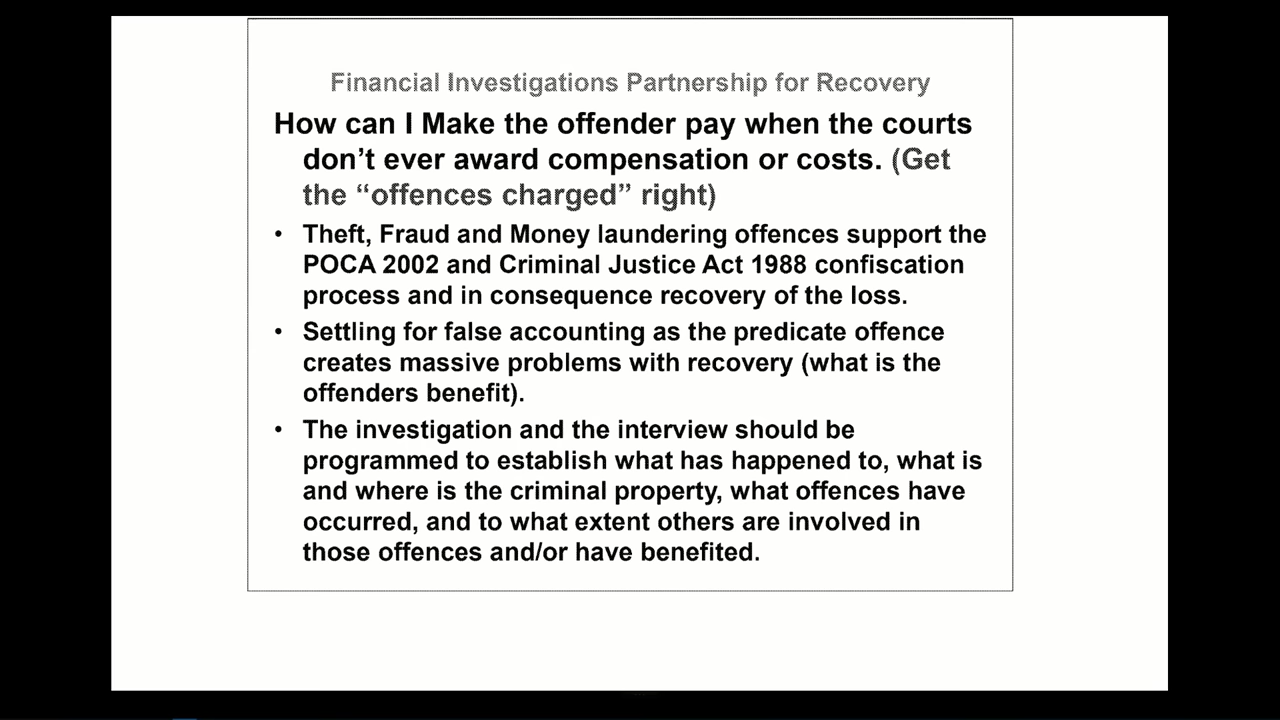 Financial Investigations Partnership for Recovery
How can I Make the offender pay when the courts
don’t ever award compensation or costs. (Get
the “offences charged” right)
• Theft, Fraud and Money laundering offences support the
POCA 2002 and Criminal Justice Act 1988 confiscation
process and in consequence recovery of the loss.
• Settling for false accounting as the predicate offence
creates massive problems with recovery (what is the
offenders benefit).
• The investigation and the interview should be
programmed to establish what has happened to, what is
and where is the criminal property, what offences have
occurred, and to what extent others are involved in
those offences and/or have benefited.